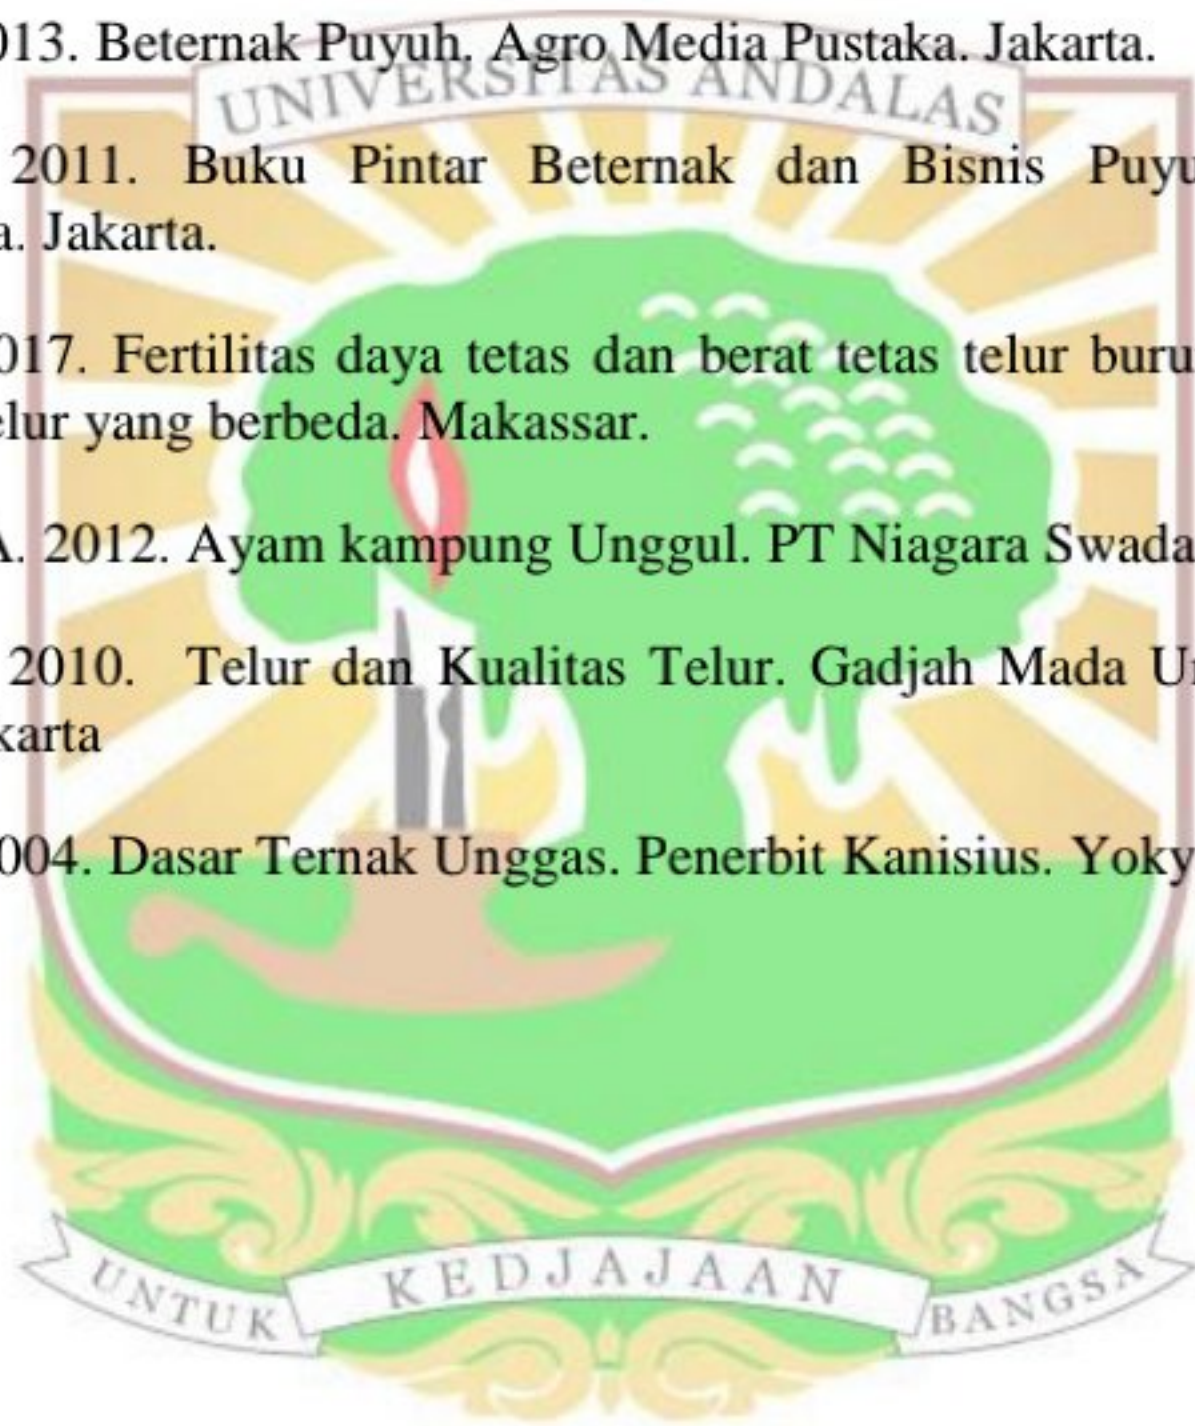 013. Beternak Puyuh. Agro Media Pustaka. Jakarta.
UNIVERSITAS ANDALAS
2011. Buku Pintar Beternak dan Bisnis Puyu
a. Jakarta.
017. Fertilitas daya tetas dan berat tetas telur buru
elur yang berbeda. Makassar.
A. 2012. Ayam kampung Unggul. PT Niagara Swada
2010. Telur dan Kualitas Telur. Gadjah Mada Un
karta
004. Dasar Ternak Unggas. Penerbit Kanisius. Yoky
UNTUK KEDJAJAAN BANGSA